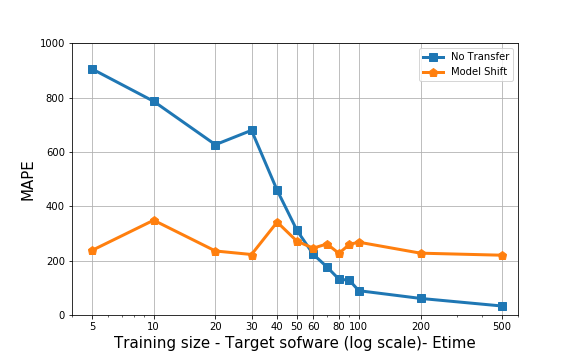 1000
800
600
400
200
0
MAPE
No Transfer
Model Shift
5 10 20 30 40 50 60 80 100 200 500
Training size - Target sofware (log scale)- Etime